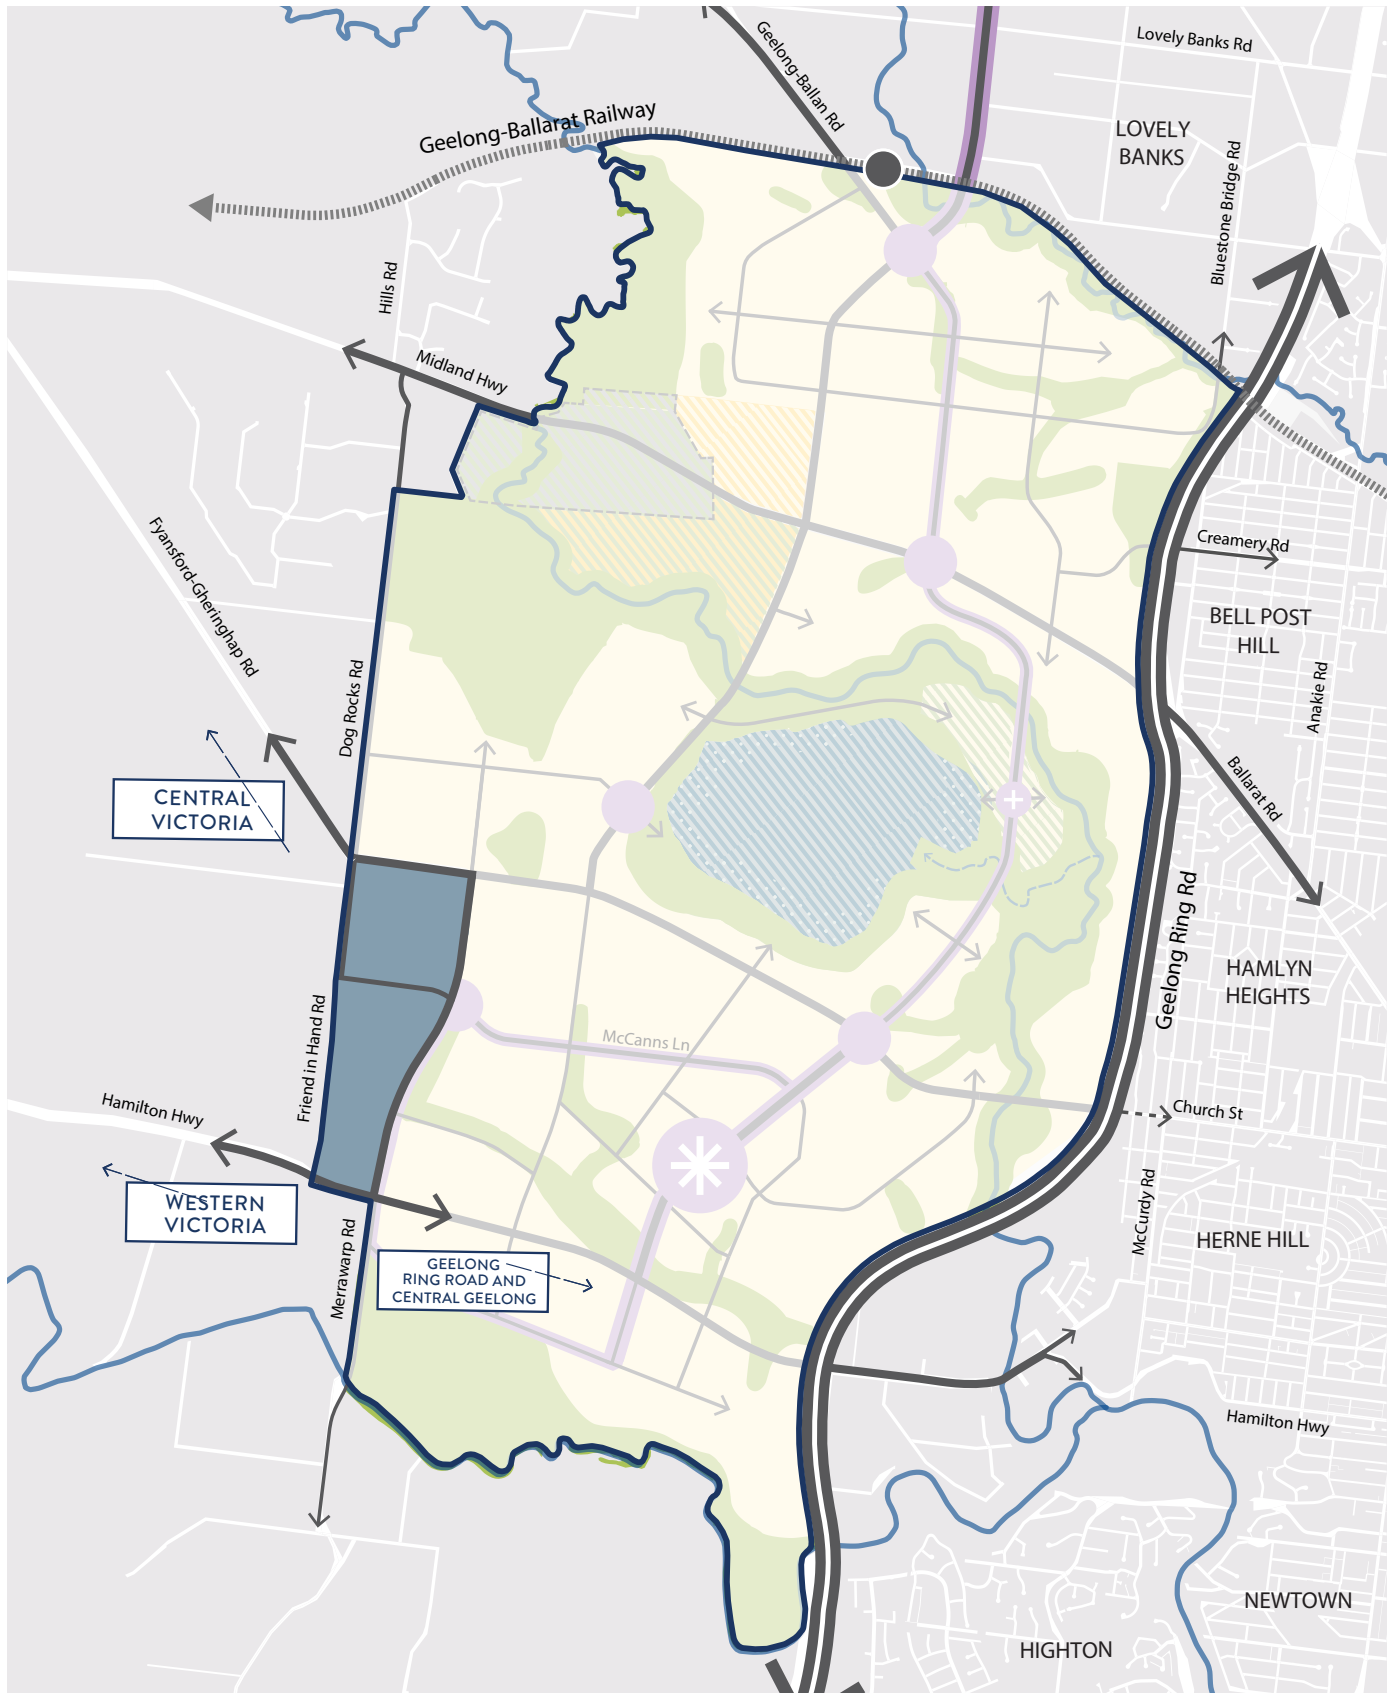 Lovely Banks Rd
Geelong-Ballan Rd
Geelong-Ballarat Railway
LOVELY
BANKS
Bluestone Bridge Rd
Hills Rd
Midland Hwy
Fyansford-Gheringhap Rd
Creamery Rd
BELL POST
HILL
Anakie Rd
Dog Rocks Rd
Ballarat Rd
CENTRAL
VICTORIA
Geelong Ring Rd
HAMLYN
HEIGHTS
Friend in Hand Rd
McCanns Ln
Hamilton Hwy
Church St
WESTERN
VICTORIA
McCurdy Rd
HERNE HILL
Merrawarp Rd
GEELONG
RING ROAD AND
CENTRAL GEELONG
Hamilton Hwy
NEWTOWN
HIGHTON